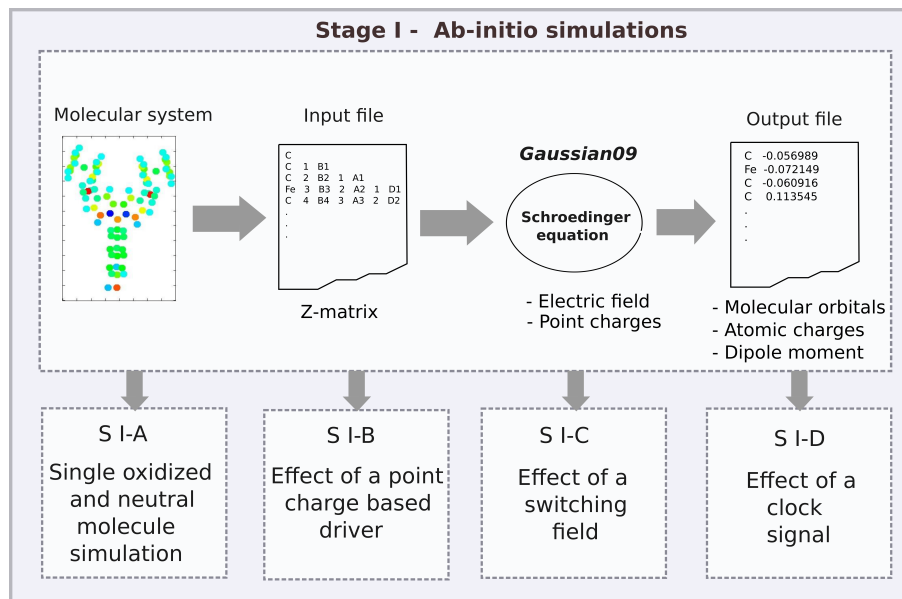 Stage I - Ab-initio simulations
Molecular system
Input file
C
C 1 B1
C 2 B2 1 A1
Fe 3 B3 2 A2 1 D1
C 4 B4 3 A3 2 D2
.
.
.
Z-matrix
Gaussian09
Schroedinger
equation
- Electric field
- Point charges
Output file
C -0.056989
Fe -0.072149
C -0.060916
C 0.113545
.
.
.
- Molecular orbitals
- Atomic charges
- Dipole moment
S I-A
Single oxidized
and neutral
molecule
simulation
S I-B
Effect of a point
charge based
driver
S I-C
Effect of a
switching
field
S I-D
Effect of a
clock
signal